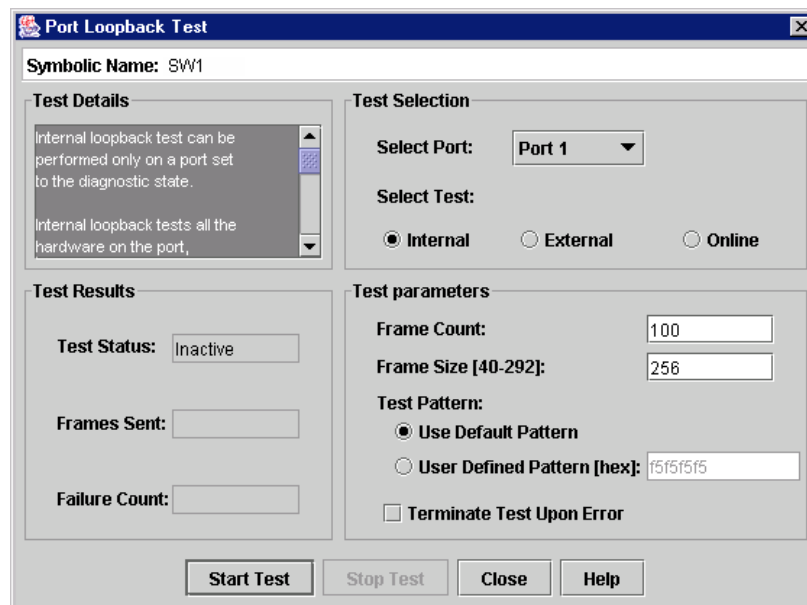 Port Loopback Test
Symbolic Name: SW1
Test Details
Internal loopback test can be
performed only on a port set
to the diagnostic state.
Internal loopback tests all the
hardware on the port,
Test Selection
Select Port: Port 1
Select Test:
Internal External Online
Test Results
Test Status: Inactive
Frames Sent:
Failure Count:
Test parameters
Frame Count: 100
Frame Size [40-292]: 256
Test Pattern:
Use Default Pattern
User Defined Pattern [hex]: f5f5f5f5
Terminate Test Upon Error
Start Test Stop Test Close Help